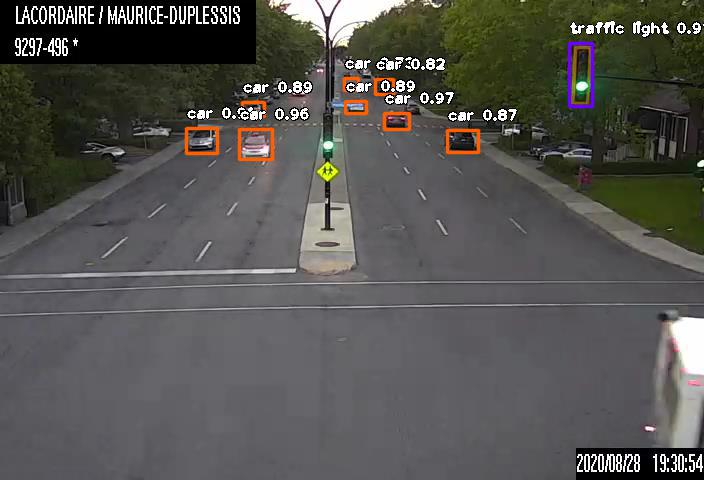 LACORDAIRE / MAURICE-DUPLESSIS
9297-496 *
traffic light 0.9
car 0.82
car 0.89
car 0.89
car 0.97
car 0.96
car 0.87
2020/08/28 19:30:54